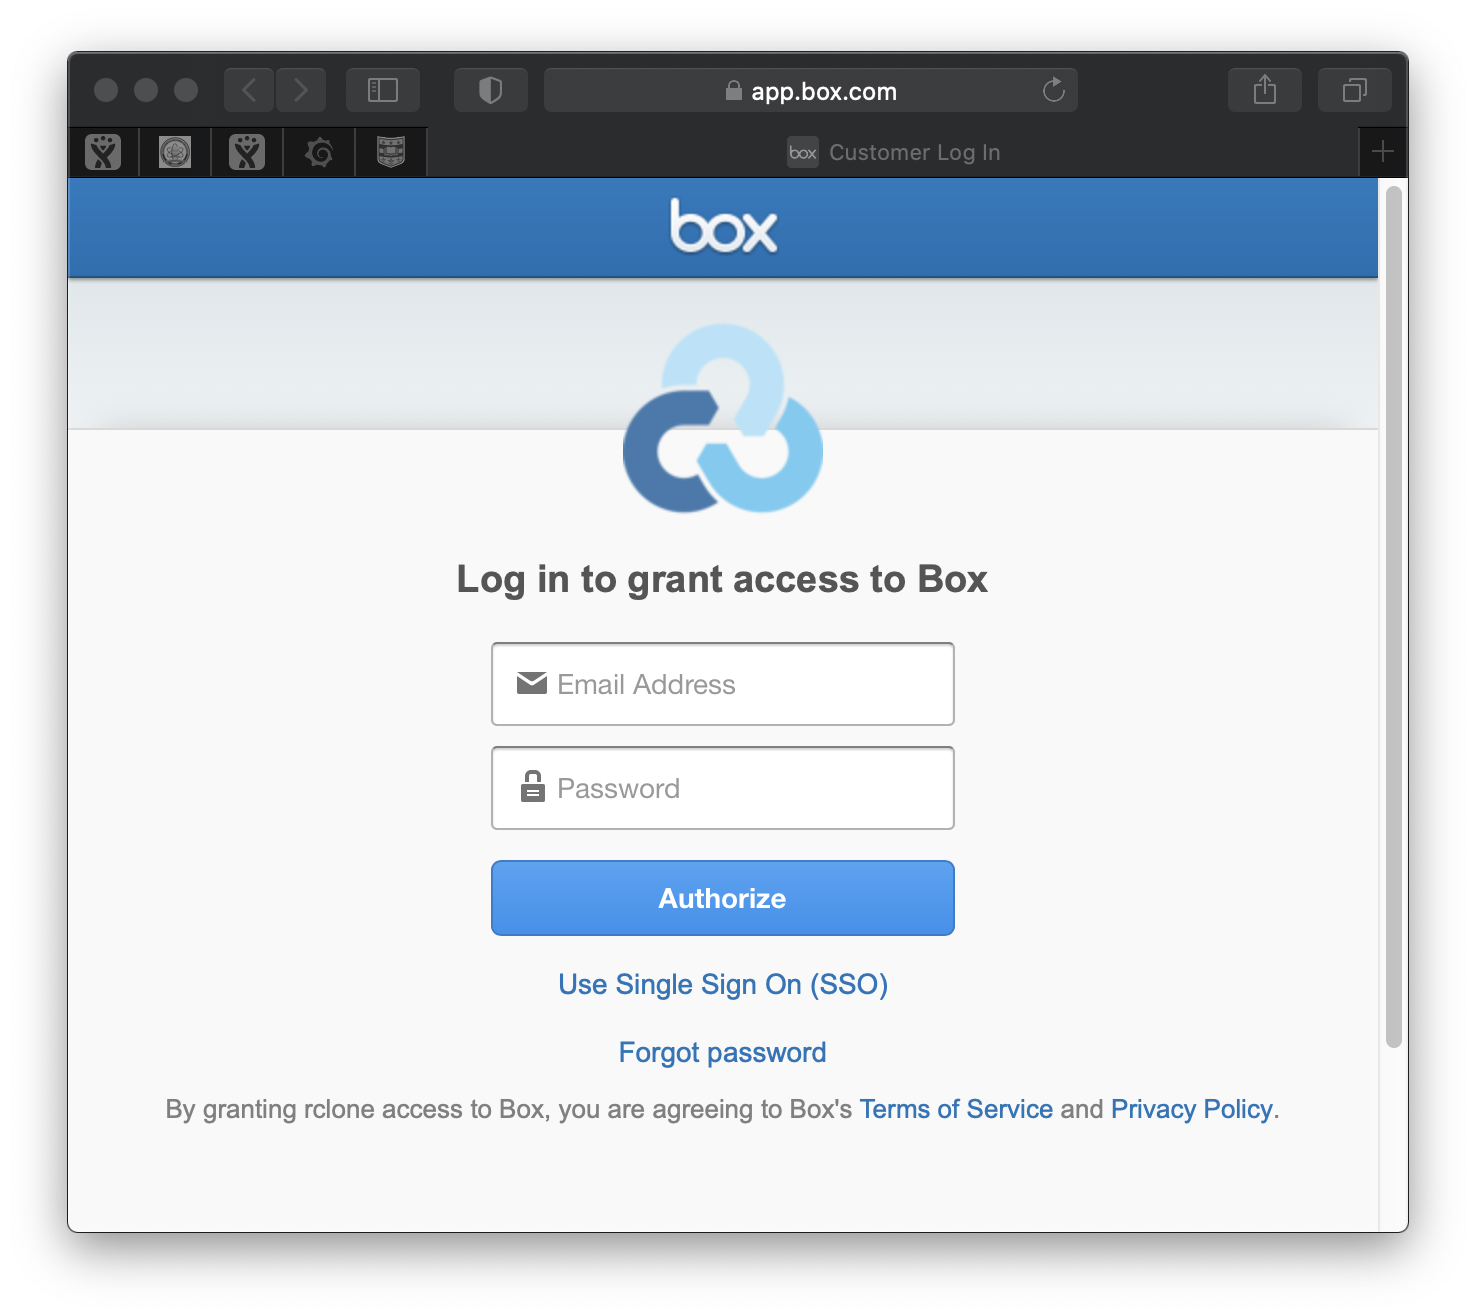 app.box.com
box Customer Log In
box
Log in to grant access to Box
Email Address
Password
Authorize
Use Single Sign On (SSO)
Forgot password
By granting rclone access to Box, you are agreeing to Box's Terms of Service and Privacy Policy.